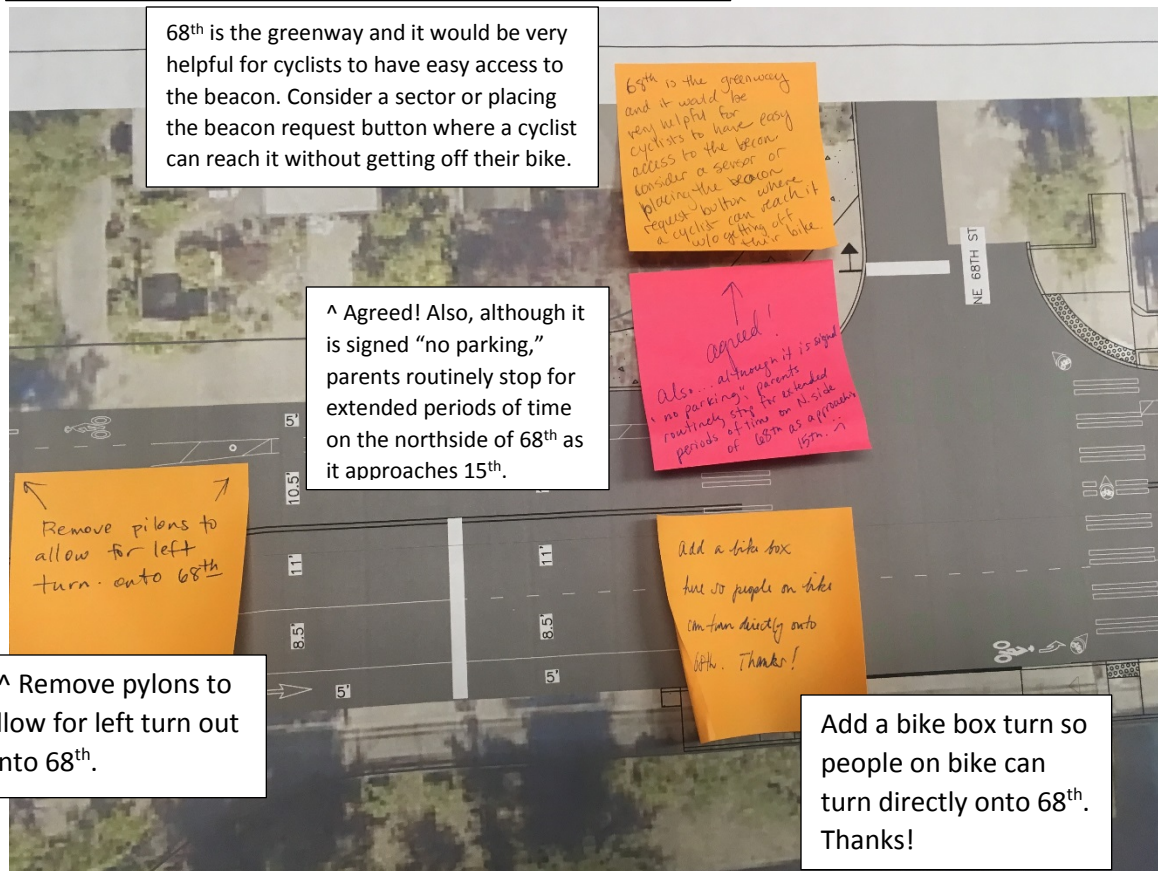 68th is the greenway and it would be very
helpful for cyclists to have easy access to
the beacon. Consider a sector or placing
the beacon request button where a cyclist
can reach it without getting off their bike.
68th is the greenway
and it would be
very helpful for
cyclists to have easy
access to the becon.
consider a sensor or
placing the beacon
request button where
a cyclist can reach it
w/o getting off
their bike.
NE 68TH ST
^ Agreed! Also, although it
is signed “no parking,”
parents routinely stop for
extended periods of time
on the northside of 68th as
it approaches 15th.
agreed!
Also... although it is signed
"no parking", parents
routinely stop for extended
periods of time on N. side
of 68th as approaches
15th.
5'
10.5'
11'
8.5'
5'
11'
8.5'
5'
Remove pilons to
allow for left
turn onto 68th
^ Remove pylons to
llow for left turn out
nto 68th.
add a bike box
here so people on bike
can turn directly onto
68th. Thanks!
Add a bike box turn so
people on bike can
turn directly onto 68th.
Thanks!